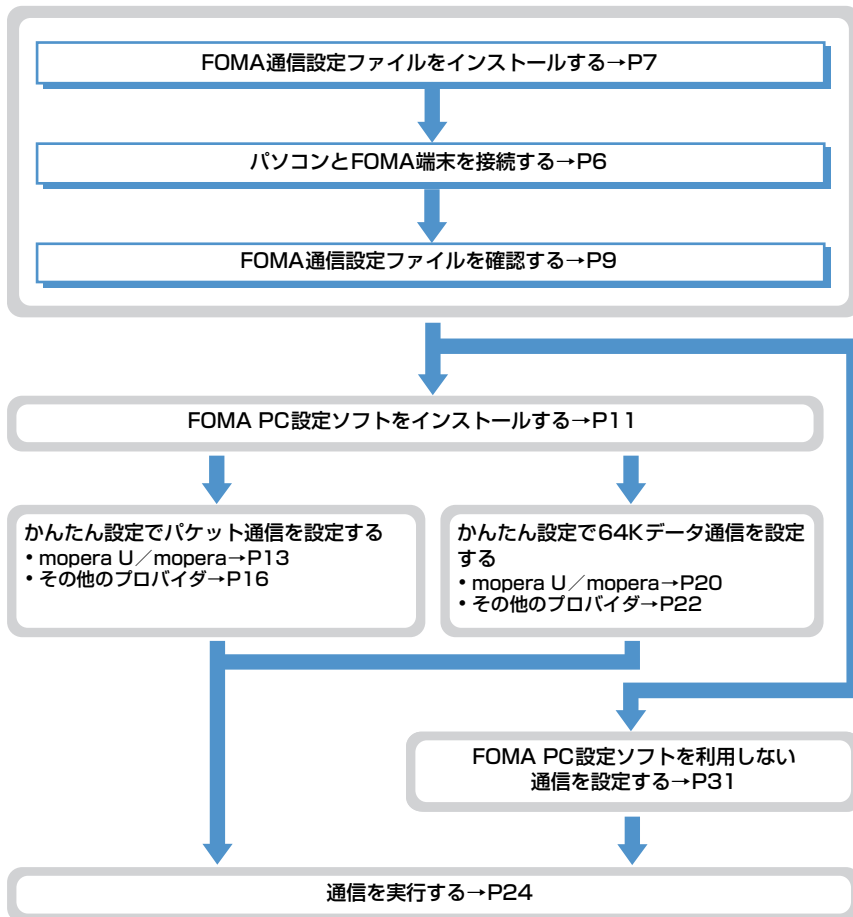 FOMA通信設定ファイルをインストールする→P7
パソコンとFOMA端末を接続する→P6
FOMA通信設定ファイルを確認する→P9
FOMA PC設定ソフトをインストールする→P11
かんたん設定でパケット通信を設定する
• mopera U／mopera→P13
• その他のプロバイダ→P16
かんたん設定で64Kデータ通信を設定
する
• mopera U／mopera→P20
• その他のプロバイダ→P22
FOMA PC設定ソフトを利用しない
通信を設定する→P31
通信を実行する→P24